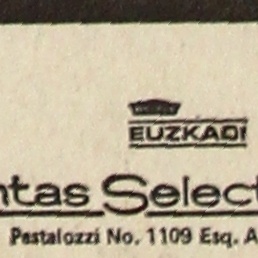 EUZKADI
ntas Select
Pestalozzi No. 1109 Esq. A